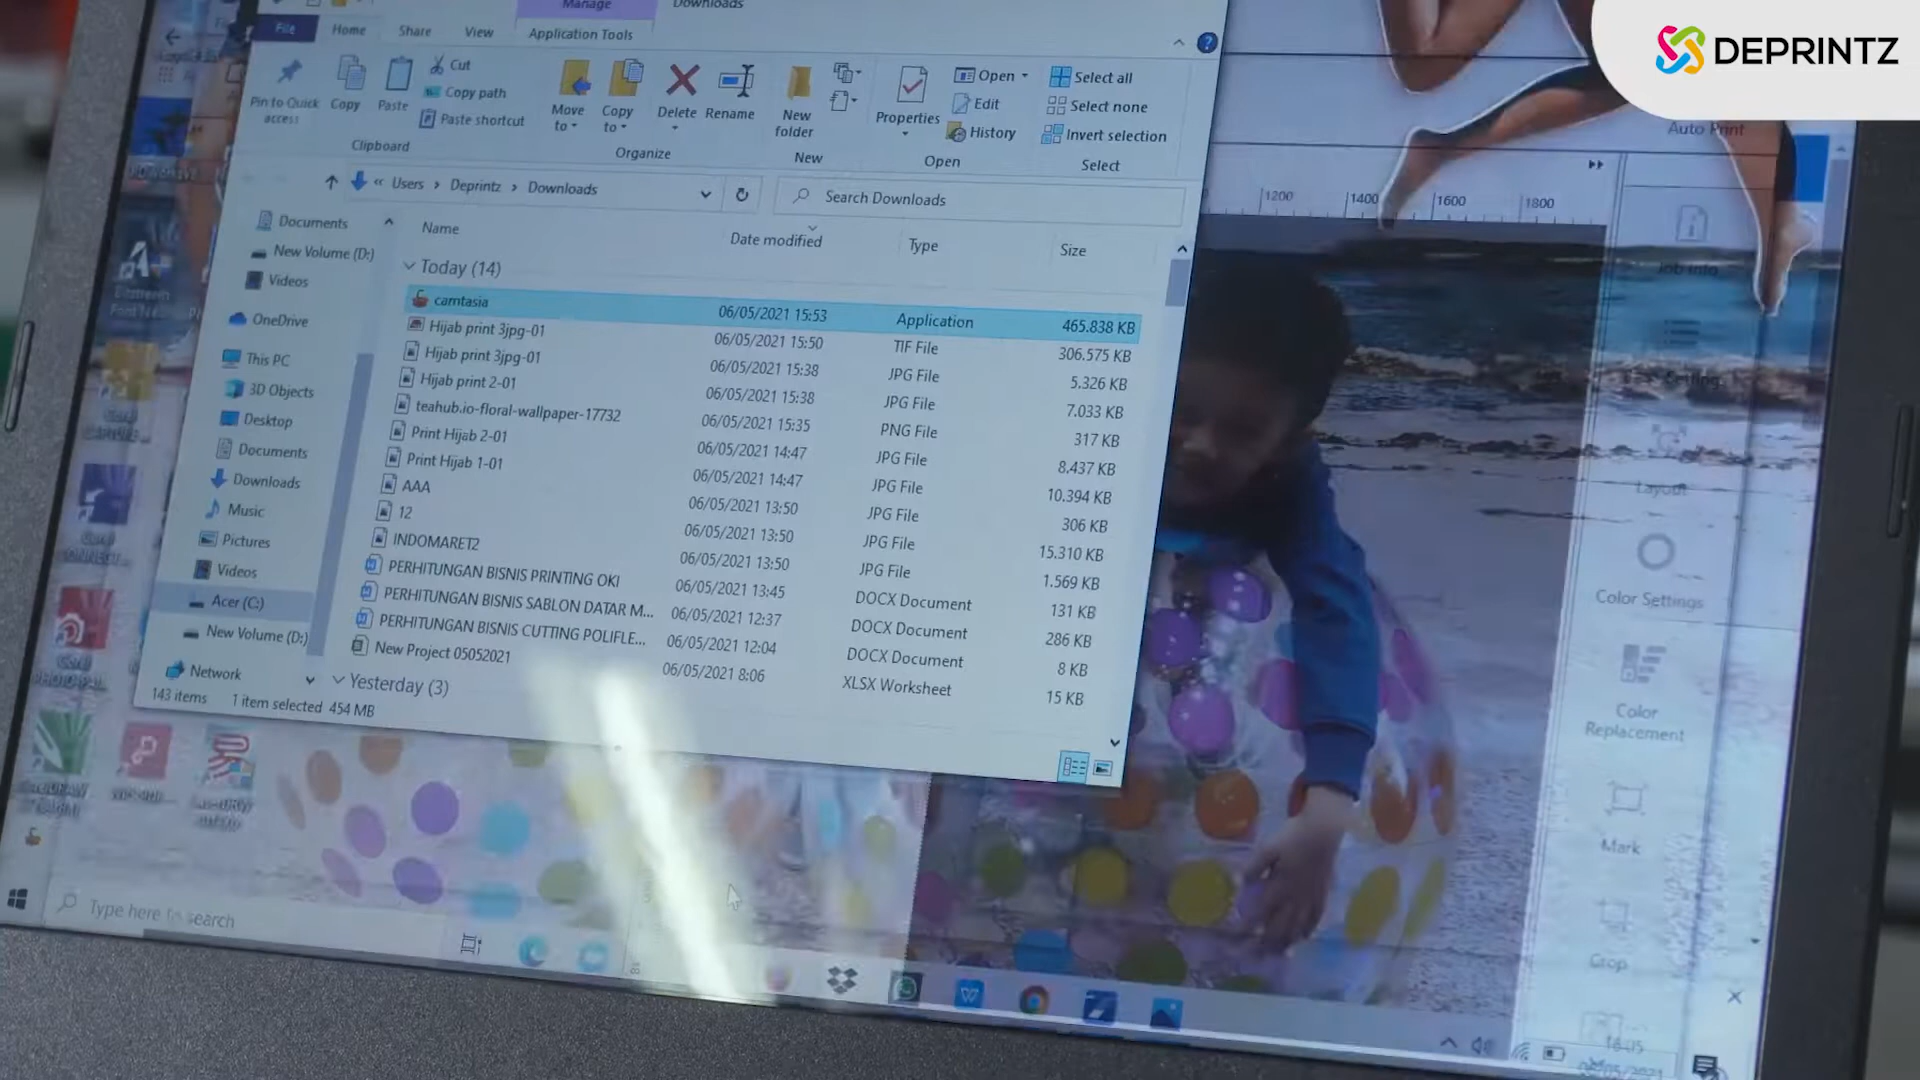 DEPRINTZ
Manage
Downloads
File
Home
Share
View
Application Tools
Pin to Quick access
Copy
Paste
Cut
Copy path
Paste shortcut
Clipboard
Move to
Copy to
Delete
Rename
Organize
New folder
New
Properties
Open
Edit
History
Open
Select all
Select none
Invert selection
Select
« Users > Deprintz > Downloads
Search Downloads
Name
Date modified
Type
Size
Documents
New Volume (D:)
Videos
OneDrive
This PC
3D Objects
Desktop
Documents
Downloads
Music
Pictures
Videos
Acer (C:)
New Volume (D:)
Network
Today (14)
camtasia 06/05/2021 15:53 Application 465.838 KB
Hijab print 3jpg-01 06/05/2021 15:50 TIF File 306.575 KB
Hijab print 3jpg-01 06/05/2021 15:38 JPG File 5.326 KB
Hijab print 2-01 06/05/2021 15:38 JPG File 7.033 KB
teahub.io-floral-wallpaper-17732 06/05/2021 15:35 PNG File 317 KB
Print Hijab 2-01 06/05/2021 14:47 JPG File 8.437 KB
Print Hijab 1-01 06/05/2021 14:47 JPG File 10.394 KB
AAA 06/05/2021 13:50 JPG File 306 KB
12 06/05/2021 13:50 JPG File 15.310 KB
INDOMARET2 06/05/2021 13:50 JPG File 1.569 KB
PERHITUNGAN BISNIS PRINTING OKI 06/05/2021 13:45 DOCX Document 131 KB
PERHITUNGAN BISNIS SABLON DATAR M... 06/05/2021 12:37 DOCX Document 286 KB
PERHITUNGAN BISNIS CUTTING POLIFLE... 06/05/2021 12:04 DOCX Document 8 KB
New Project 05052021 06/05/2021 8:06 XLSX Worksheet 15 KB
Yesterday (3)
143 items 1 item selected 454 MB
1200
1400
1600
1800
Auto Print
Job Info
Layout
Color Settings
Color Replacement
Mark
Crop
Type here to search